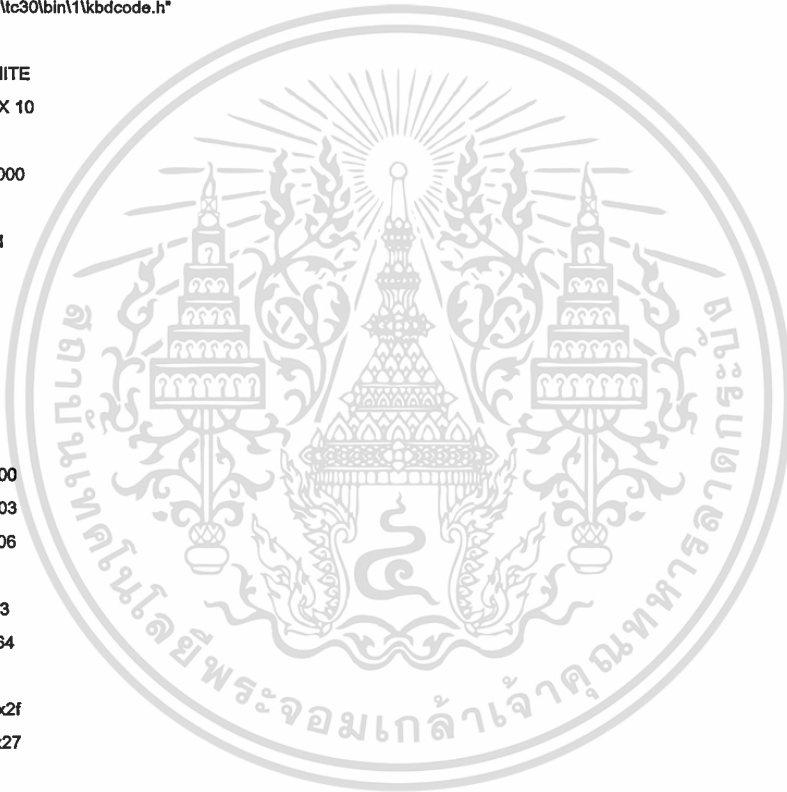 \tc30\bin\1\kbdcode.h"
IITE
X 10
000
00
03
06
3
64
x2f
x27
สถาบันเทคโนโลยีพระจอมเกล้าเจ้าคุณทหารลาดกระบัง